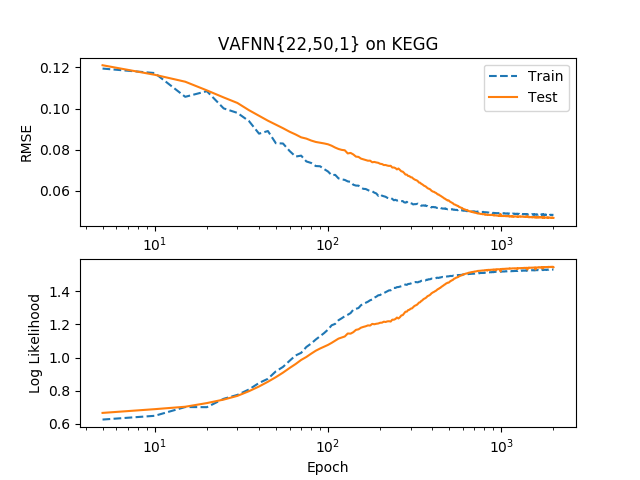 VAFNN{22,50,1} on KEGG
0.12
0.10
0.08
0.06
RMSE
Train
Test
10¹ 10² 10³
1.4
1.2
1.0
0.8
0.6
Log Likelihood
10¹ 10² 10³
Epoch